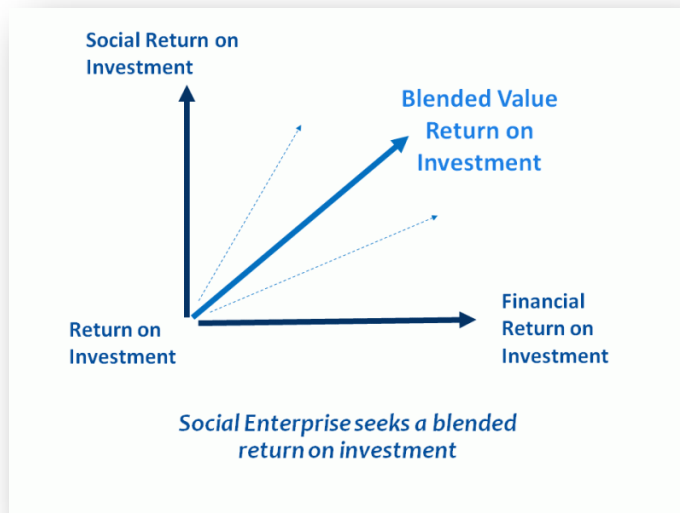 Social Return on
Investment
Blended Value
Return on
Investment
Return on
Investment
Financial
Return on
Investment
Social Enterprise seeks a blended
return on investment